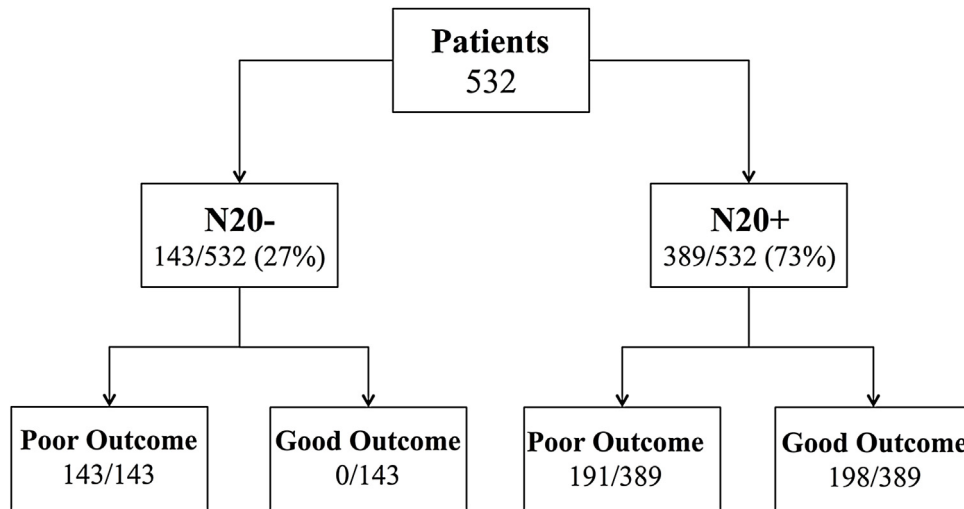 Patients
532
N20-
143/532 (27%)
N20+
389/532 (73%)
Poor Outcome
143/143
Good Outcome
0/143
Poor Outcome
191/389
Good Outcome
198/389